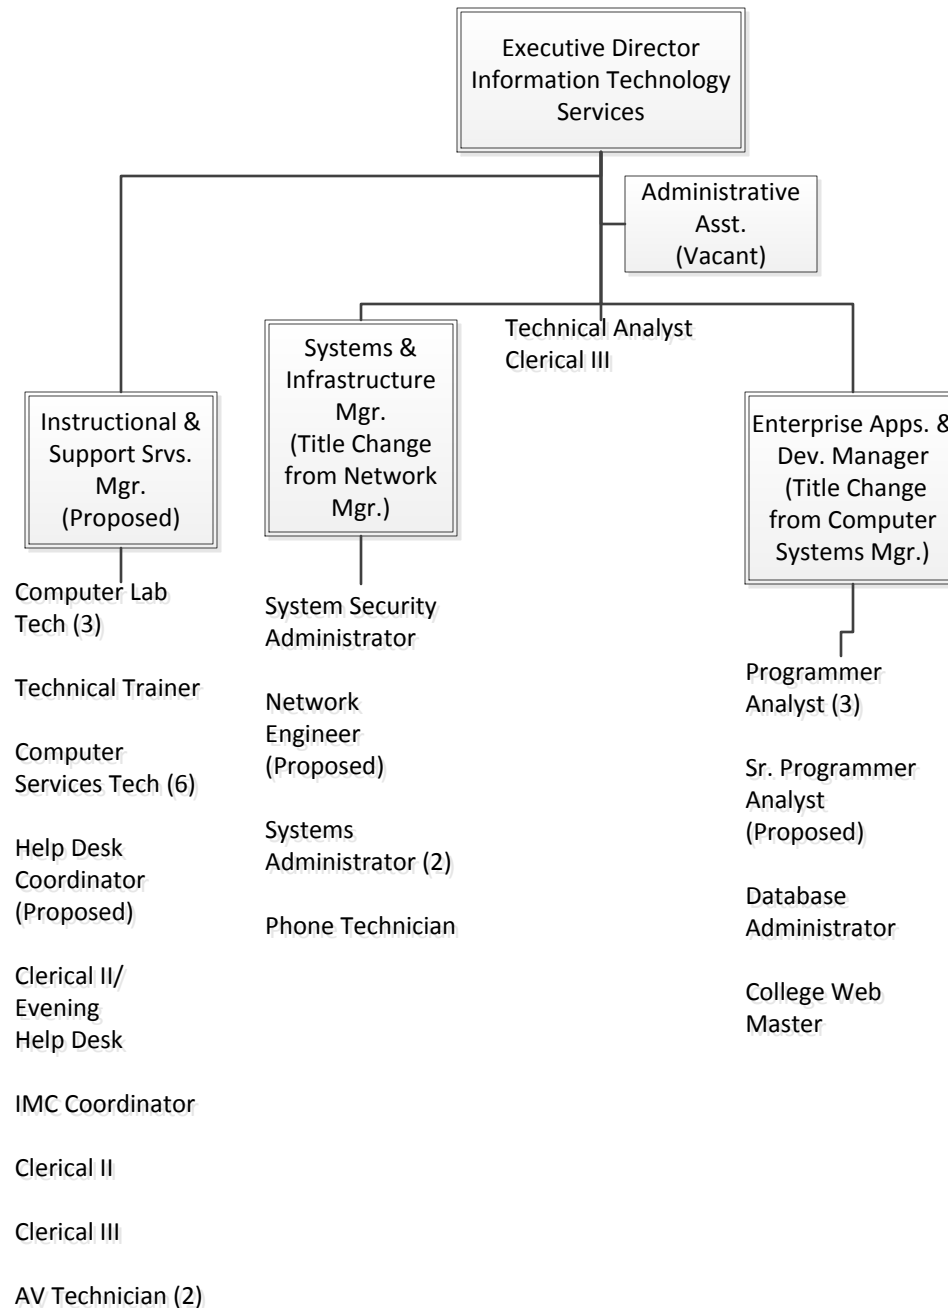 Executive Director
Information Technology
Services
Administrative
Asst.
(Vacant)
Technical Analyst
Clerical III
Instructional &
Support Srvs.
Mgr.
(Proposed)
Computer Lab
Tech (3)
Technical Trainer
Computer
Services Tech (6)
Help Desk
Coordinator
(Proposed)
Clerical II/
Evening
Help Desk
IMC Coordinator
Clerical II
Clerical III
AV Technician (2)
Systems &
Infrastructure
Mgr.
(Title Change
from Network
Mgr.)
System Security
Administrator
Network
Engineer
(Proposed)
Systems
Administrator (2)
Phone Technician
Enterprise Apps. &
Dev. Manager
(Title Change
from Computer
Systems Mgr.)
Programmer
Analyst (3)
Sr. Programmer
Analyst
(Proposed)
Database
Administrator
College Web
Master